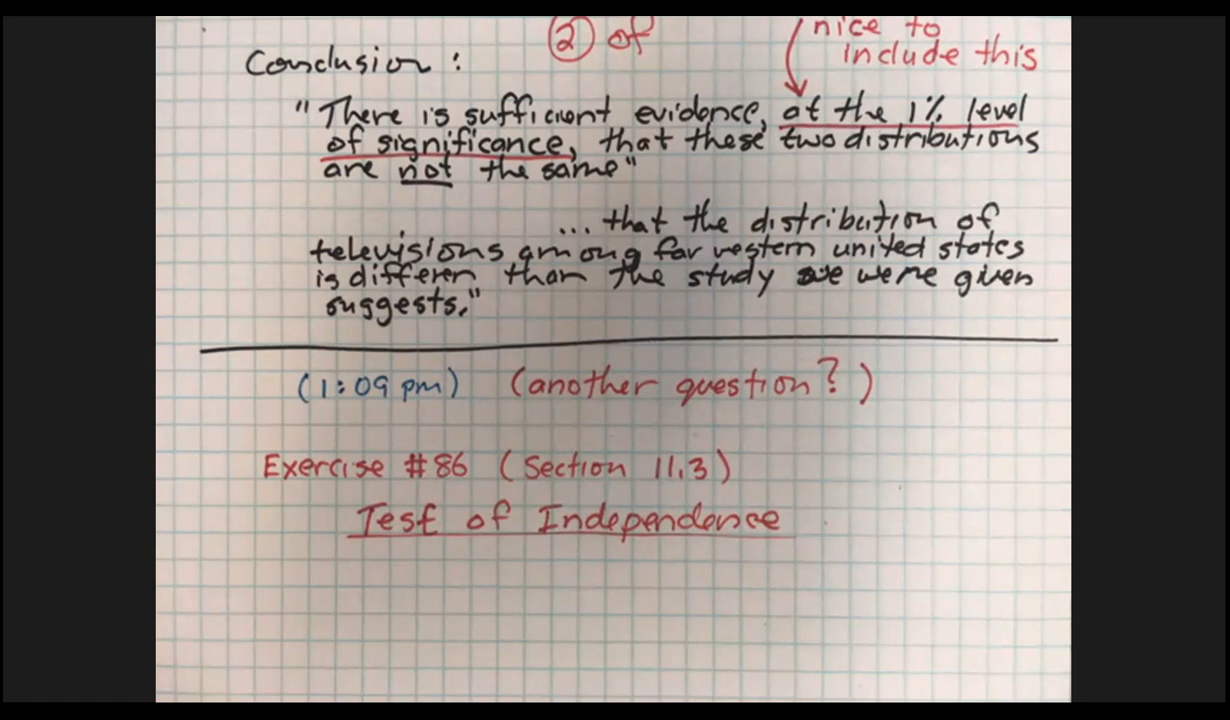 ② of
nice to
include this
Conclusion :
"There is sufficient evidence, at the 1% level
of significance, that these two distributions
are not the same"
... that the distribution of
televisions among far western united states
is differen than the study we were given
suggests."
(1:09 pm) (another question?)
Exercise #86 (Section 11.3)
Test of Independence